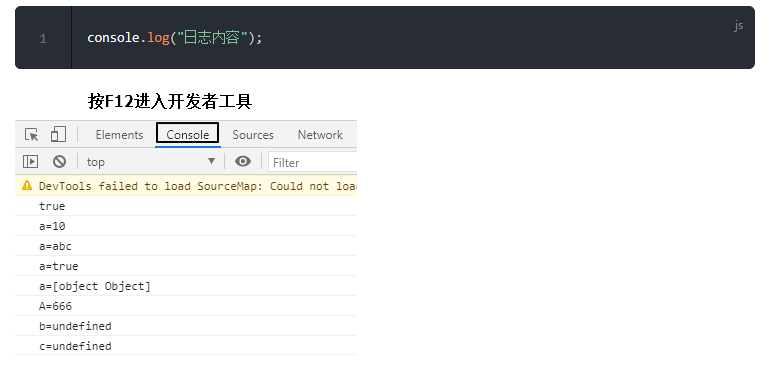 js
1 console.log("日志内容");
按F12进入开发者工具
Elements Console Sources Network
top Filter
DevTools failed to load SourceMap: Could not loa
true
a=10
a=abc
a=true
a=[object Object]
A=666
b=undefined
c=undefined